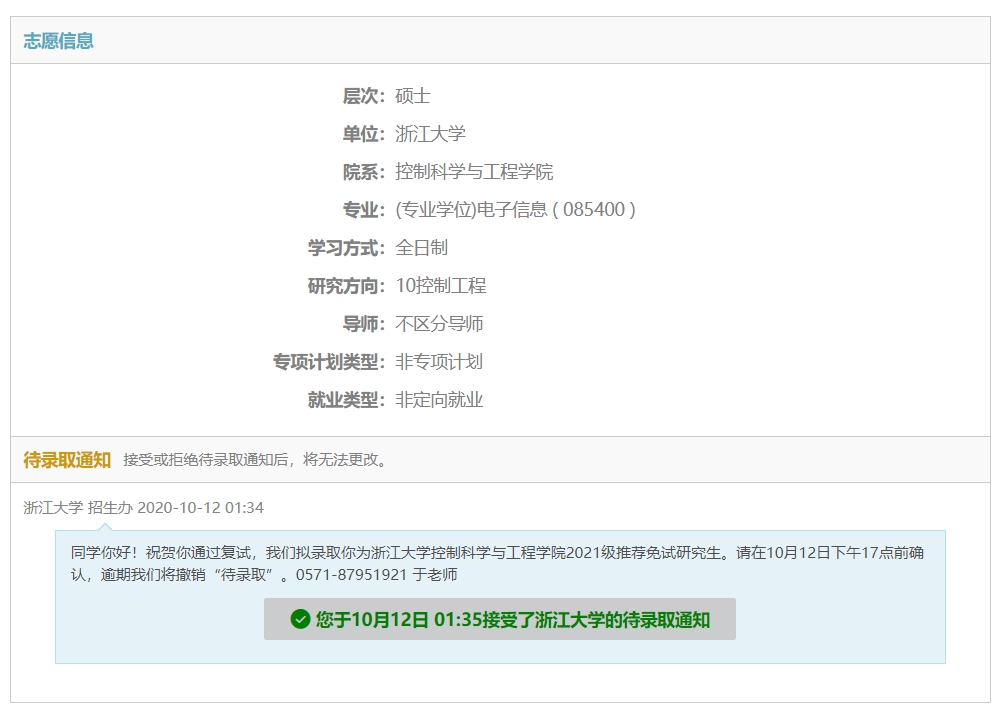 志愿信息
层次： 硕士
单位： 浙江大学
院系： 控制科学与工程学院
专业： (专业学位)电子信息 ( 085400 )
学习方式： 全日制
研究方向： 10控制工程
导师： 不区分导师
专项计划类型： 非专项计划
就业类型： 非定向就业
待录取通知 接受或拒绝待录取通知后，将无法更改。
浙江大学 招生办 2020-10-12 01:34
同学你好！祝贺你通过复试，我们拟录取你为浙江大学控制科学与工程学院2021级推荐免试研究生。请在10月12日下午17点前确
认，逾期我们将撤销“待录取”。0571-87951921 于老师
您于10月12日 01:35接受了浙江大学的待录取通知